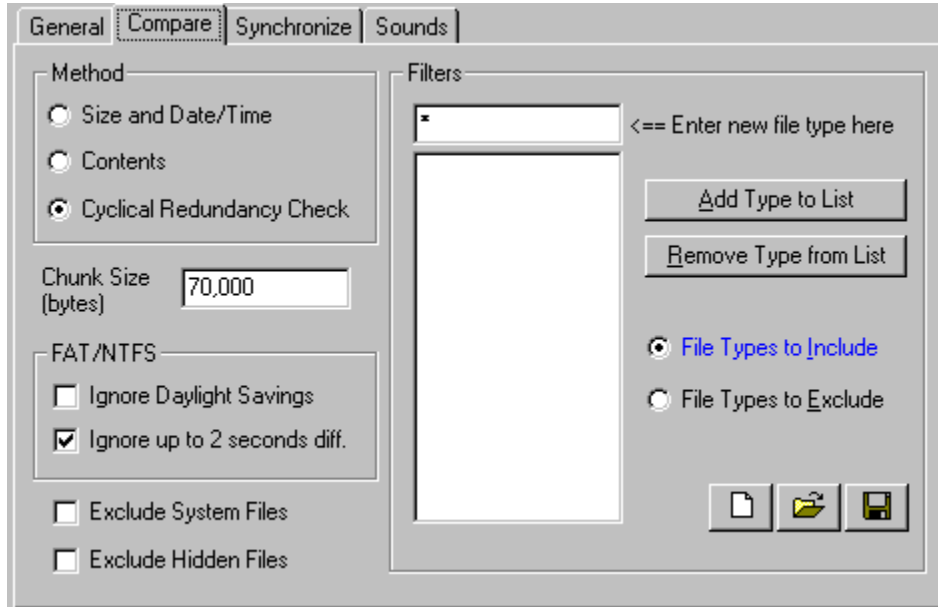 General Compare Synchronize Sounds
Method
Size and Date/Time
Contents
Cyclical Redundancy Check
Chunk Size
(bytes)
70,000
FAT/NTFS
Ignore Daylight Savings
Ignore up to 2 seconds diff.
Exclude System Files
Exclude Hidden Files
Filters
*
<== Enter new file type here
Add Type to List
Remove Type from List
File Types to Include
File Types to Exclude